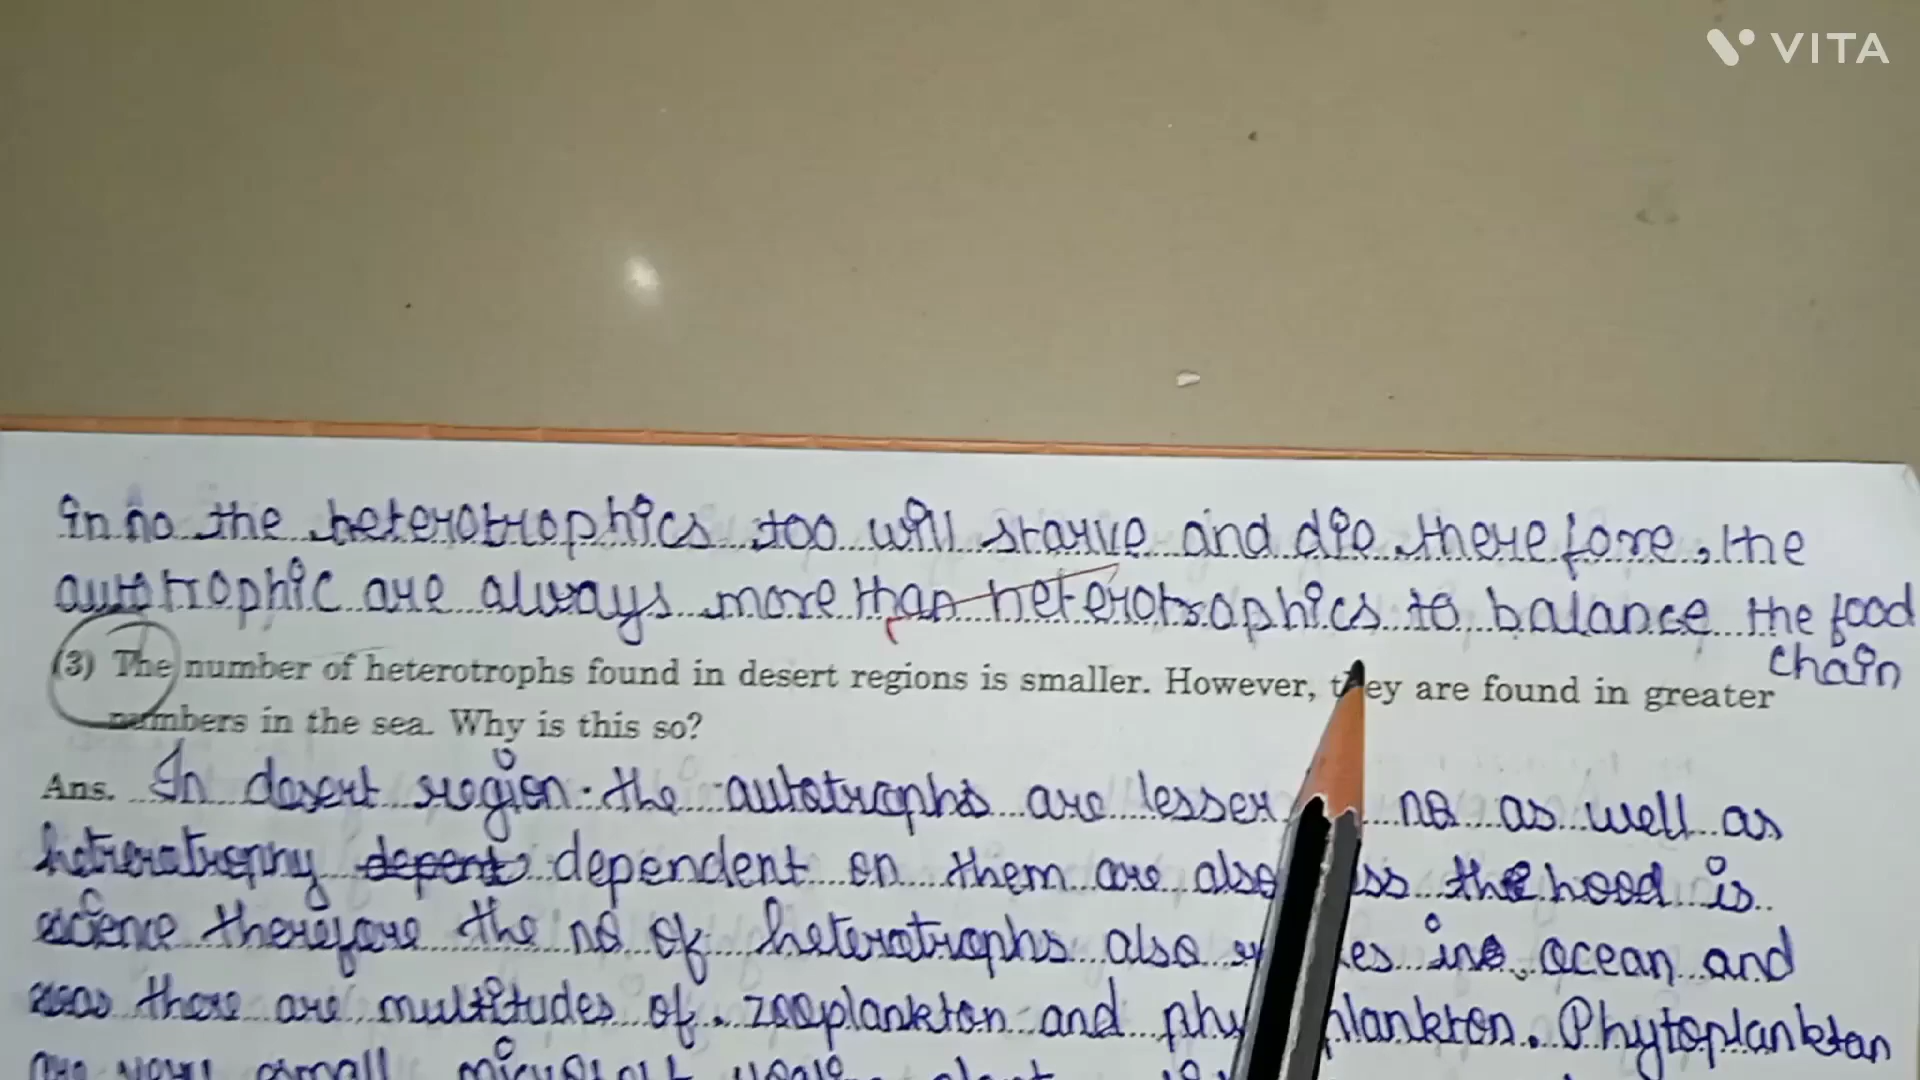 VITA
in no the heterotrophics too will starve and die therefore, the
autotrophic are always more than heterotrophics to balance the food
chain
(3) The number of heterotrophs found in desert regions is smaller. However, they are found in greater
numbers in the sea. Why is this so?
Ans. In desert region. the autotrophs are lesser no as well as
dependent on them are also the is
therefore the no of heterotrophs also in ocean and
there are multitudes of. zooplankton and Phytoplankton
are very small